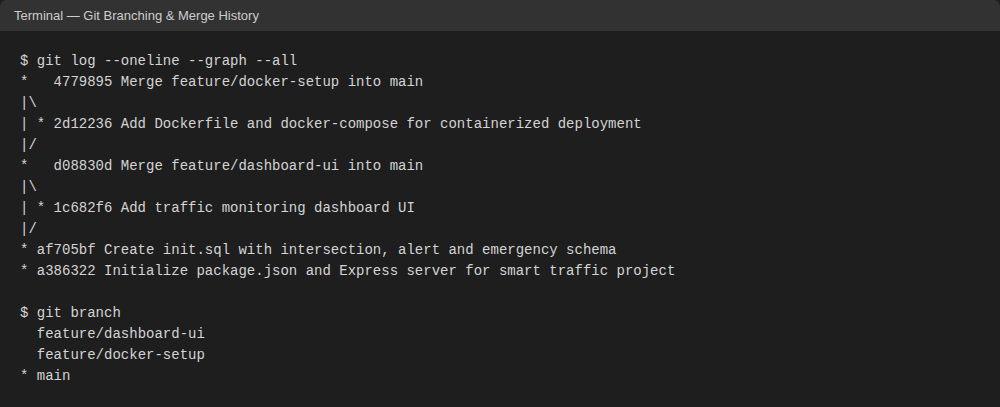 Terminal — Git Branching & Merge History
$ git log --oneline --graph --all
*   4779895 Merge feature/docker-setup into main
|\
| * 2d12236 Add Dockerfile and docker-compose for containerized deployment
|/
*   d08830d Merge feature/dashboard-ui into main
|\
| * 1c682f6 Add traffic monitoring dashboard UI
|/
* af705bf Create init.sql with intersection, alert and emergency schema
* a386322 Initialize package.json and Express server for smart traffic project
$ git branch
  feature/dashboard-ui
  feature/docker-setup
* main